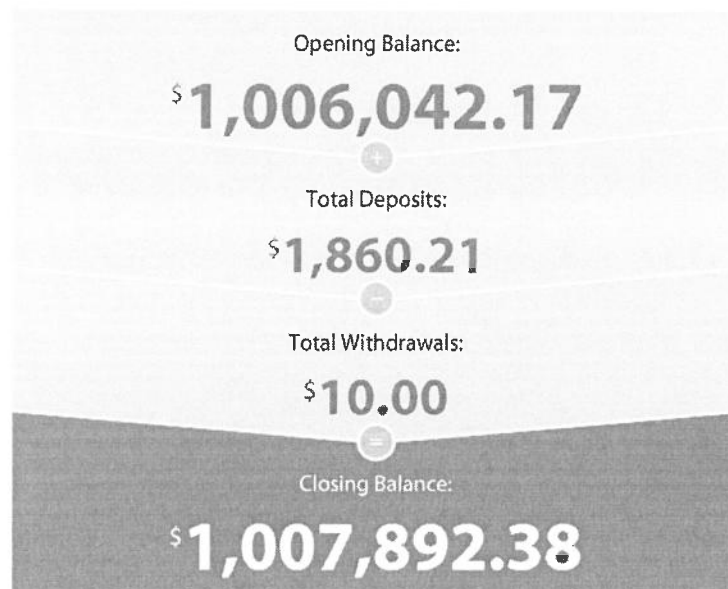 Opening Balance:
$1,006,042.17
+
Total Deposits:
$1,860.21
−
Total Withdrawals:
$10.00
=
Closing Balance:
$1,007,892.38